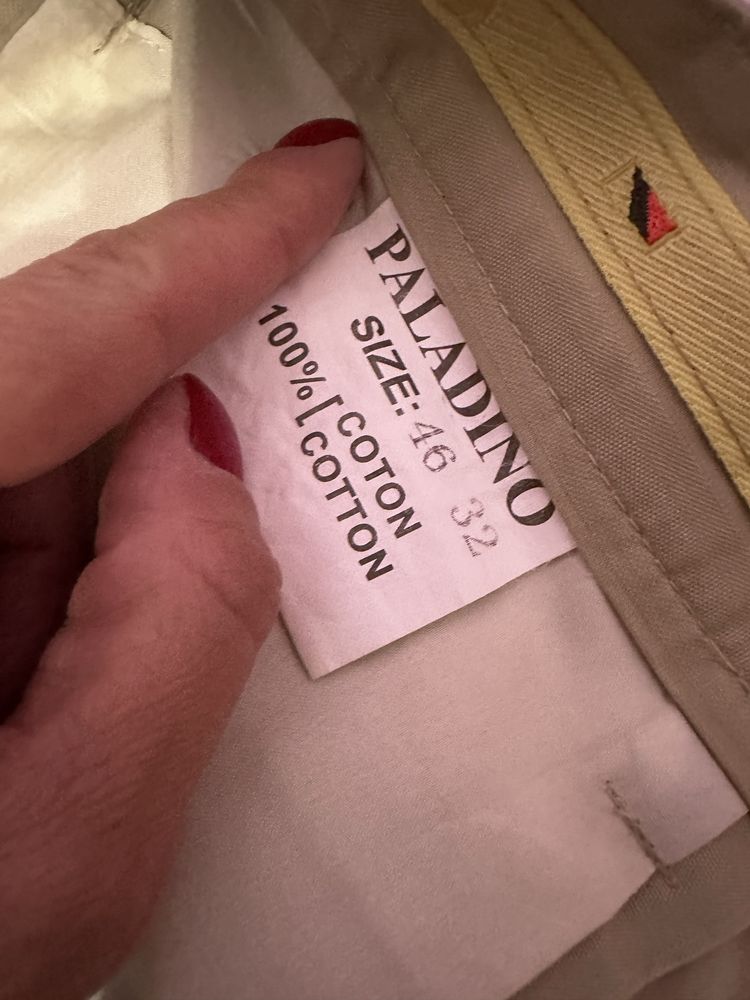 PALADINO
SIZE: 46 32
100% [ COTON
COTTON